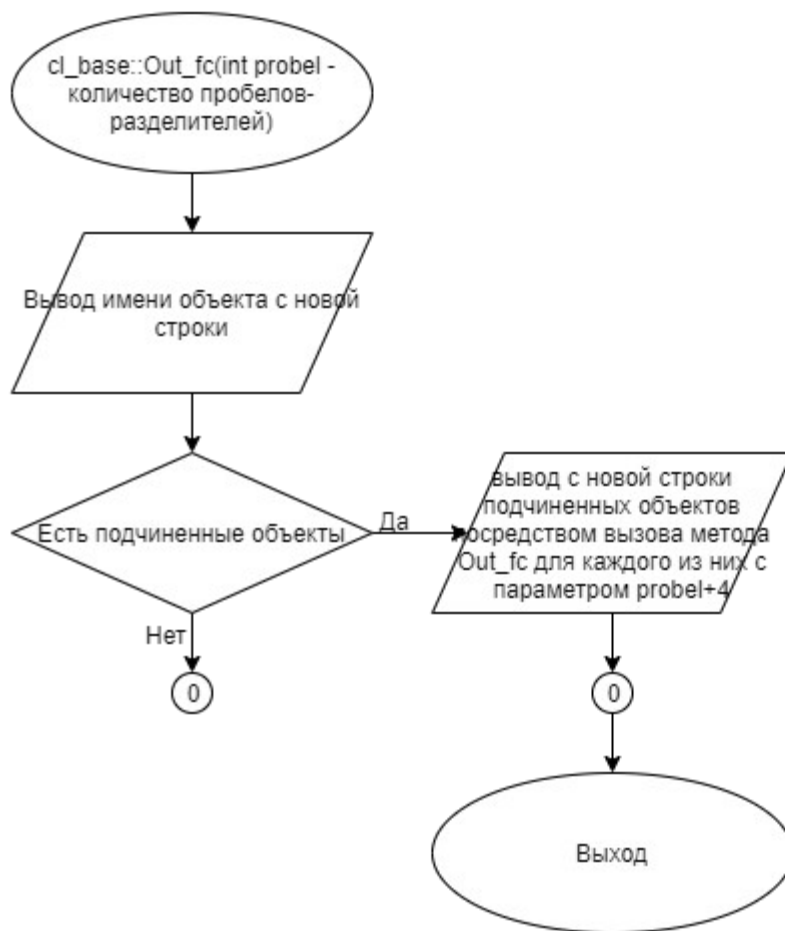 cl_base::Out_fc(int probel -
количество пробелов-
разделителей)
Вывод имени объекта с новой
строки
Есть подчиненные объекты
Да
вывод с новой строки
подчиненных объектов
посредством вызова метода
Out_fc для каждого из них с
параметром probel+4
Нет
0
0
Выход